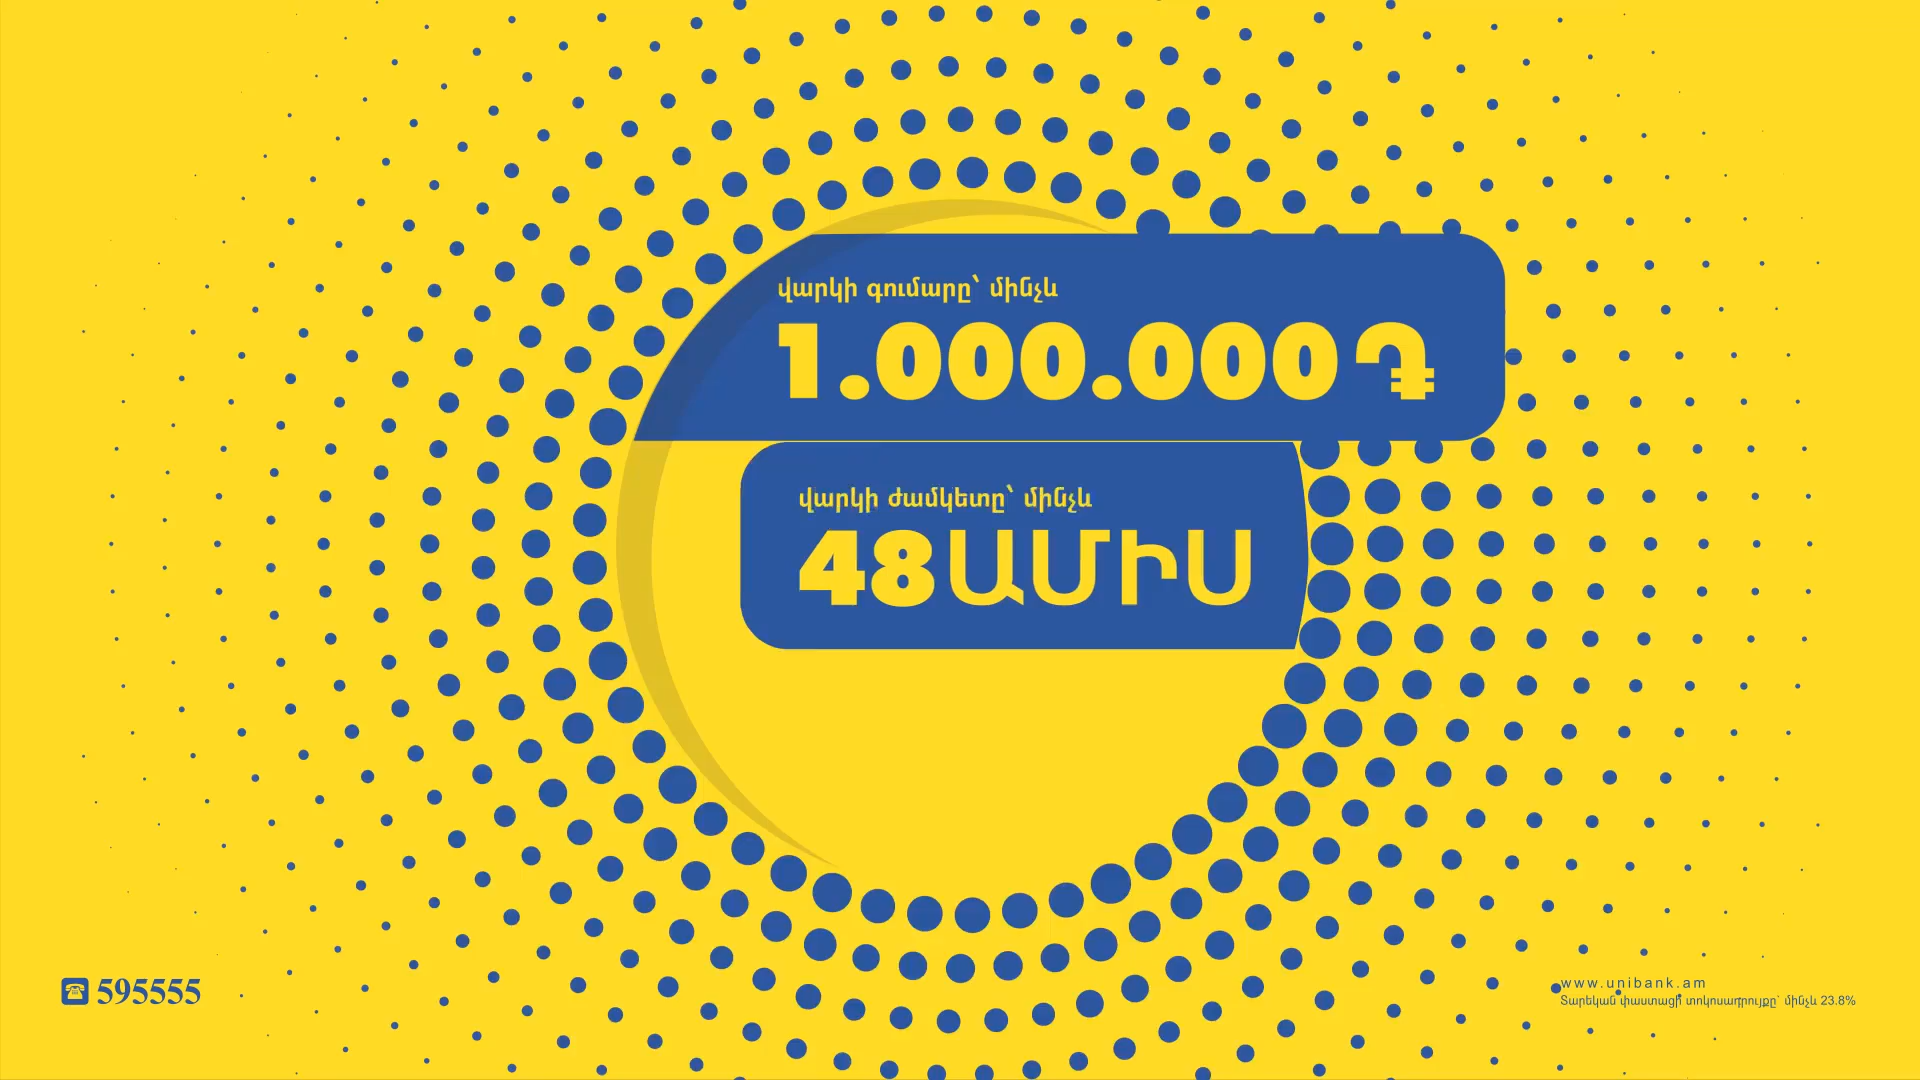 վարկի գումարը՝ մինչև
1.000.000֏
վարկի ժամկետը՝ մինչև
48ԱՄԻՍ
595555
www.unibank.am
Տարեկան փաստացի տոկոսադրույքը՝ մինչև 23.8%